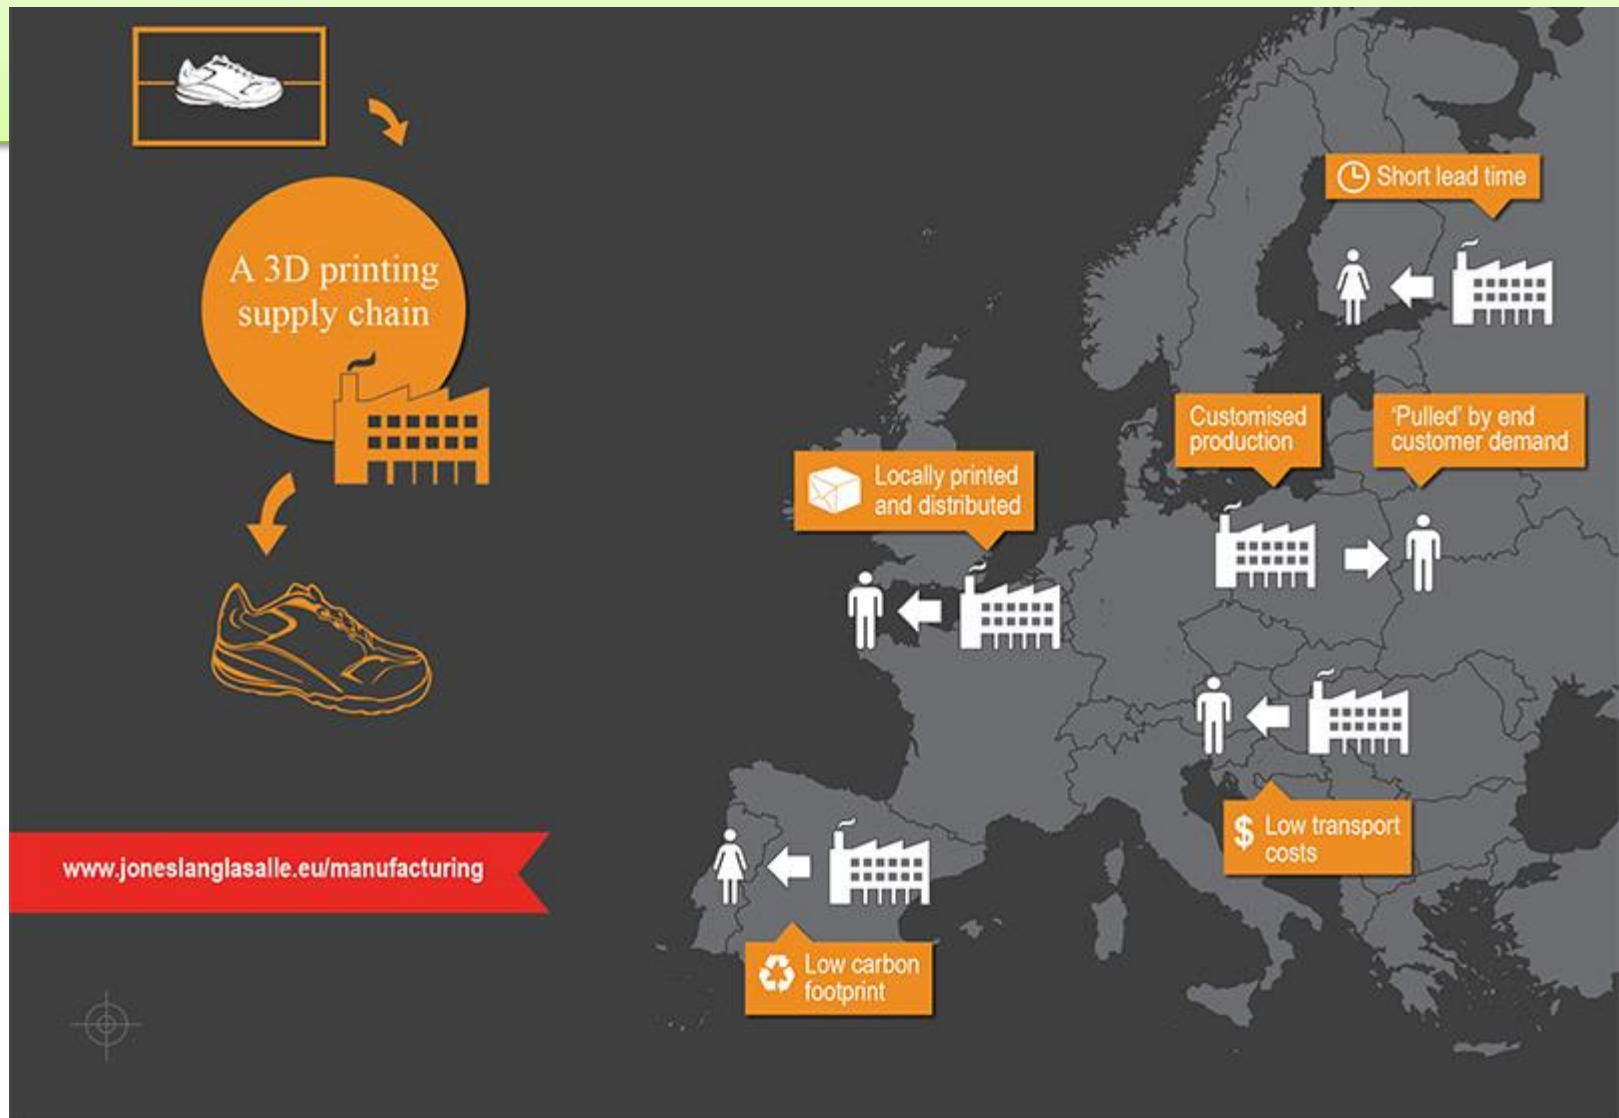 A 3D printing
supply chain
www.joneslanglasalle.eu/manufacturing
Short lead time
Customised
production
'Pulled' by end
customer demand
Locally printed
and distributed
$ Low transport
costs
Low carbon
footprint